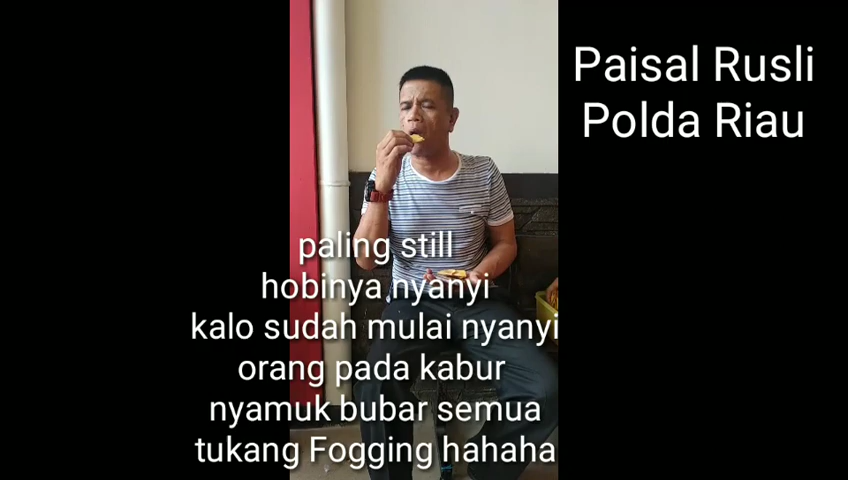 Paisal Rusli
Polda Riau
paling still
hobinya nyanyi
kalo sudah mulai nyanyi
orang pada kabur
nyamuk bubar semua
tukang Fogging hahaha